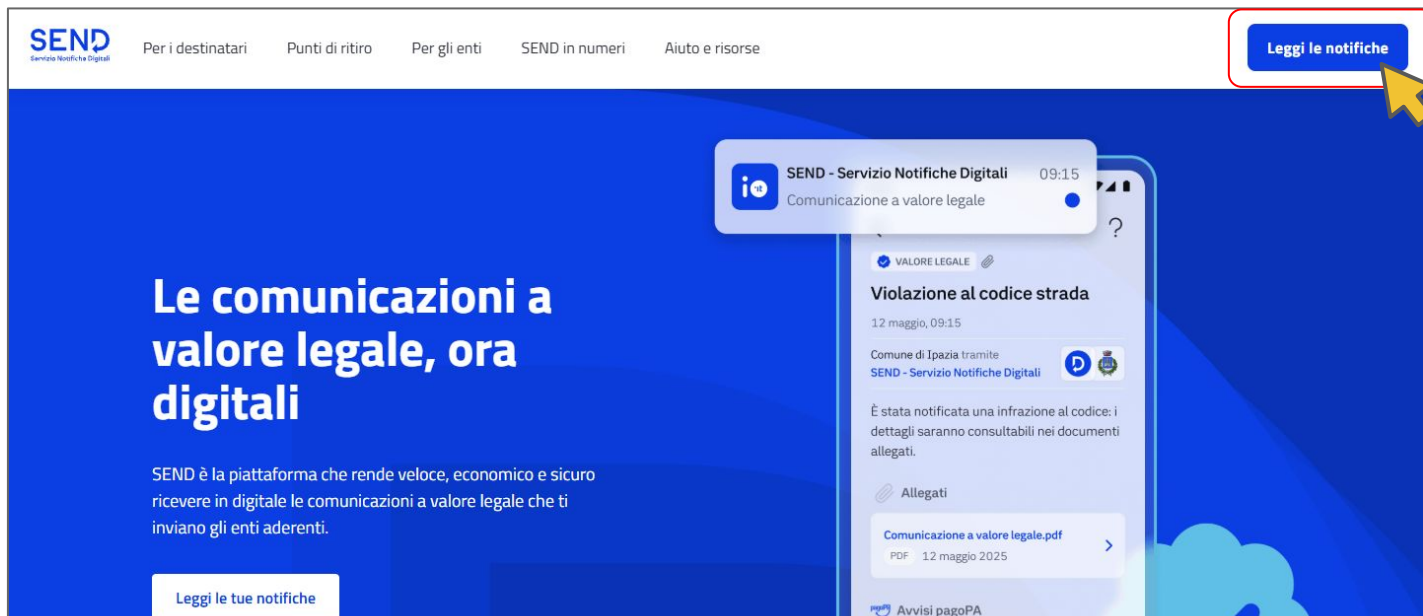 SEND
Servizio Notifiche Digitali
Per i destinatari
Punti di ritiro
Per gli enti
SEND in numeri
Aiuto e risorse
Leggi le notifiche
Le comunicazioni a
valore legale, ora
digitali
SEND è la piattaforma che rende veloce, economico e sicuro
ricevere in digitale le comunicazioni a valore legale che ti
inviano gli enti aderenti.
Leggi le tue notifiche
io
SEND - Servizio Notifiche Digitali 09:15
Comunicazione a valore legale
?
VALORE LEGALE
Violazione al codice strada
12 maggio, 09:15
Comune di Ipazia tramite
SEND - Servizio Notifiche Digitali
È stata notificata una infrazione al codice: i
dettagli saranno consultabili nei documenti
allegati.
Allegati
Comunicazione a valore legale.pdf
PDF 12 maggio 2025
Avvisi pagoPA